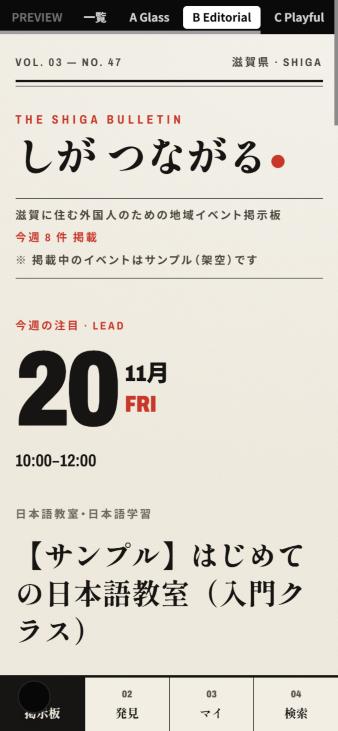 PREVIEW 一覧 A Glass B Editorial C Playful
VOL. 03 — NO. 47 滋賀県 · SHIGA
THE SHIGA BULLETIN
しが つながる
滋賀に住む外国人のための地域イベント掲示板
今週 8 件 掲載
※ 掲載中のイベントはサンプル（架空）です
今週の注目 · LEAD
20 11月
FRI
10:00–12:00
日本語教室・日本語学習
【サンプル】はじめて
の日本語教室（入門ク
ラス）
02 03 04
掲示板 発見 マイ 検索